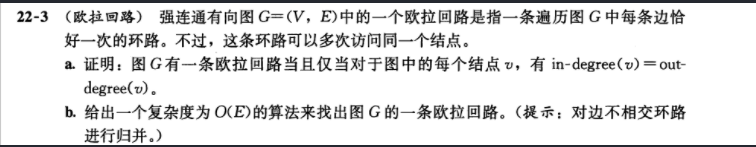 22-3 （欧拉回路） 强连通有向图 G=(V，E)中的一个欧拉回路是指一条遍历图 G 中每条边恰
好一次的环路。不过，这条环路可以多次访问同一个结点。
a. 证明：图 G 有一条欧拉回路当且仅当对于图中的每个结点 v，有 in-degree(v)＝out-
degree(v)。
b. 给出一个复杂度为 O(E)的算法来找出图 G 的一条欧拉回路。（提示：对边不相交环路
进行归并。）